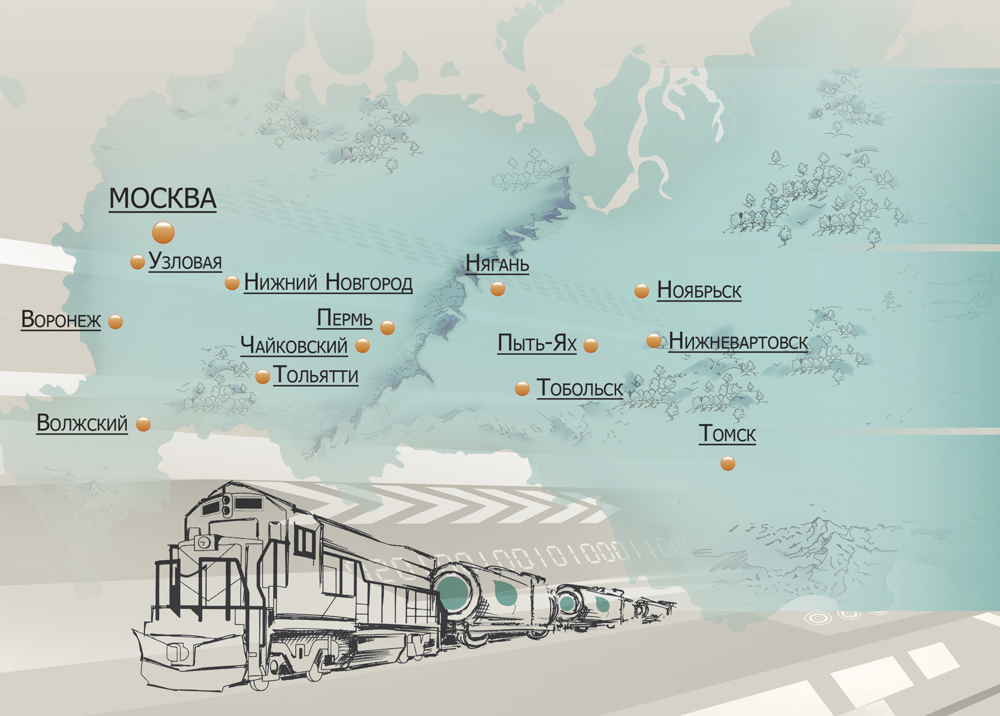 МОСКВА
Узловая
Нягань
Нижний Новгород
Ноябрьск
Воронеж
Пермь
Чайковский
Пыть-Ях
Нижневартовск
Тольятти
Тобольск
Волжский
Томск